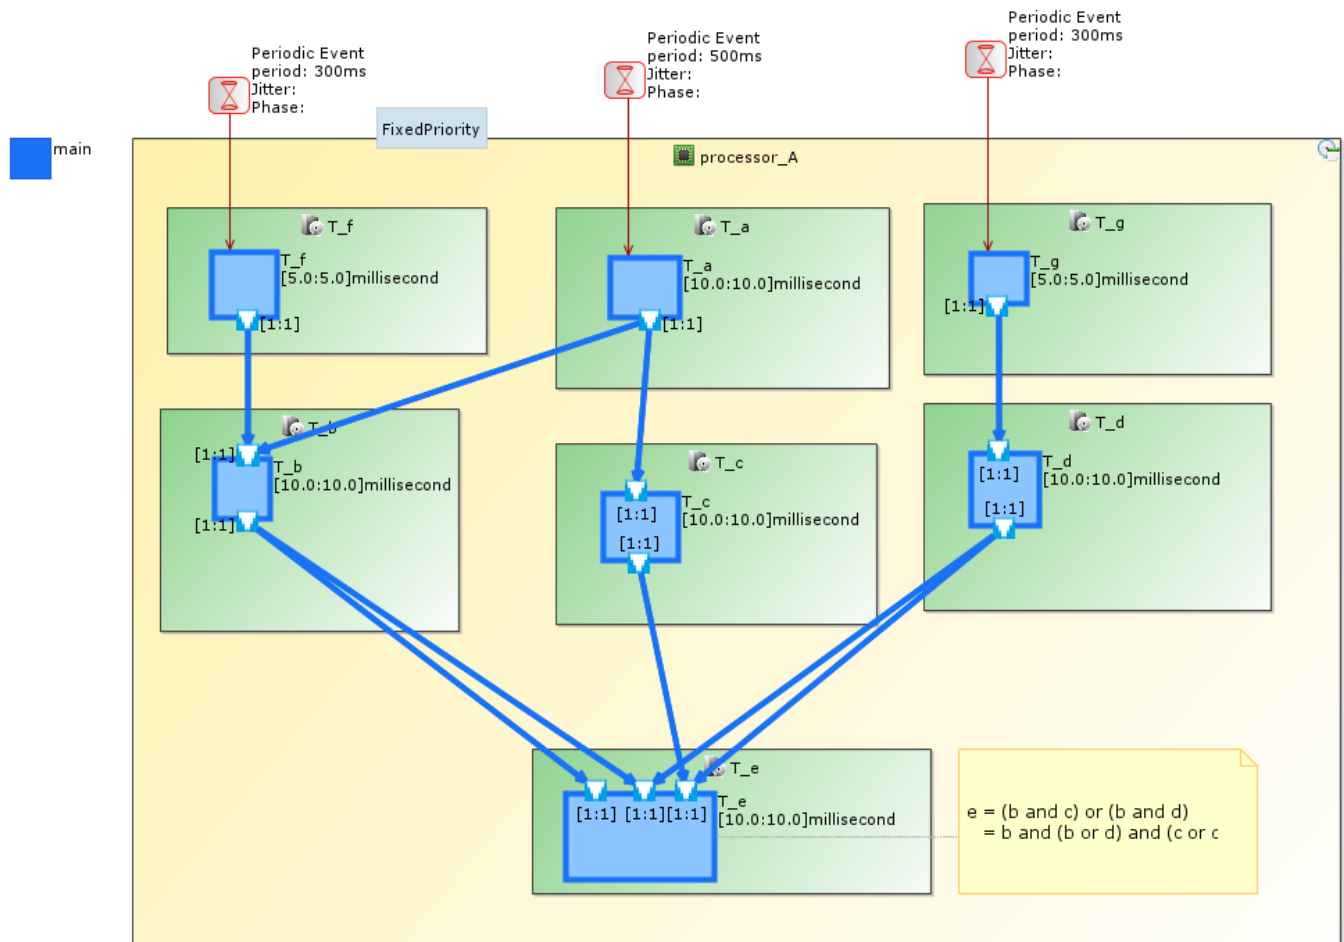 Periodic Event
period: 300ms
Jitter:
Phase:
Periodic Event
period: 500ms
Jitter:
Phase:
Periodic Event
period: 300ms
Jitter:
Phase:
main
FixedPriority
processor_A
T_f
T_f
[5.0:5.0]millisecond
[1:1]
T_a
T_a
[10.0:10.0]millisecond
[1:1]
T_g
T_g
[5.0:5.0]millisecond
[1:1]
T_b
[1:1]
T_b
[10.0:10.0]millisecond
[1:1]
T_c
T_c
[10.0:10.0]millisecond
[1:1]
[1:1]
T_d
T_d
[10.0:10.0]millisecond
[1:1]
[1:1]
T_e
T_e
[10.0:10.0]millisecond
[1:1] [1:1] [1:1]
e = (b and c) or (b and d)
= b and (b or d) and (c or